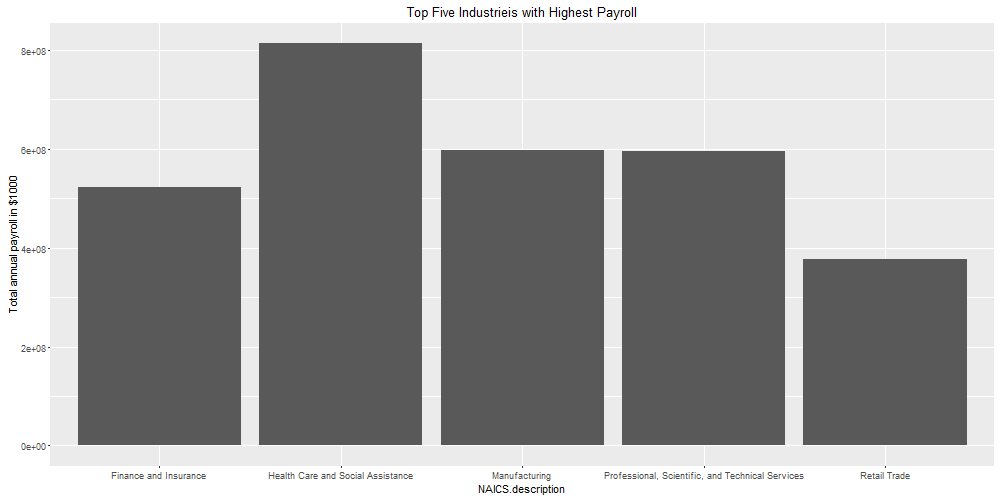 Top Five Industrieis with Highest Payroll
Total annual payroll in $1000
8e+08
6e+08
4e+08
2e+08
0e+00
Finance and Insurance
Health Care and Social Assistance
Manufacturing
Professional, Scientific, and Technical Services
Retail Trade
NAICS.description